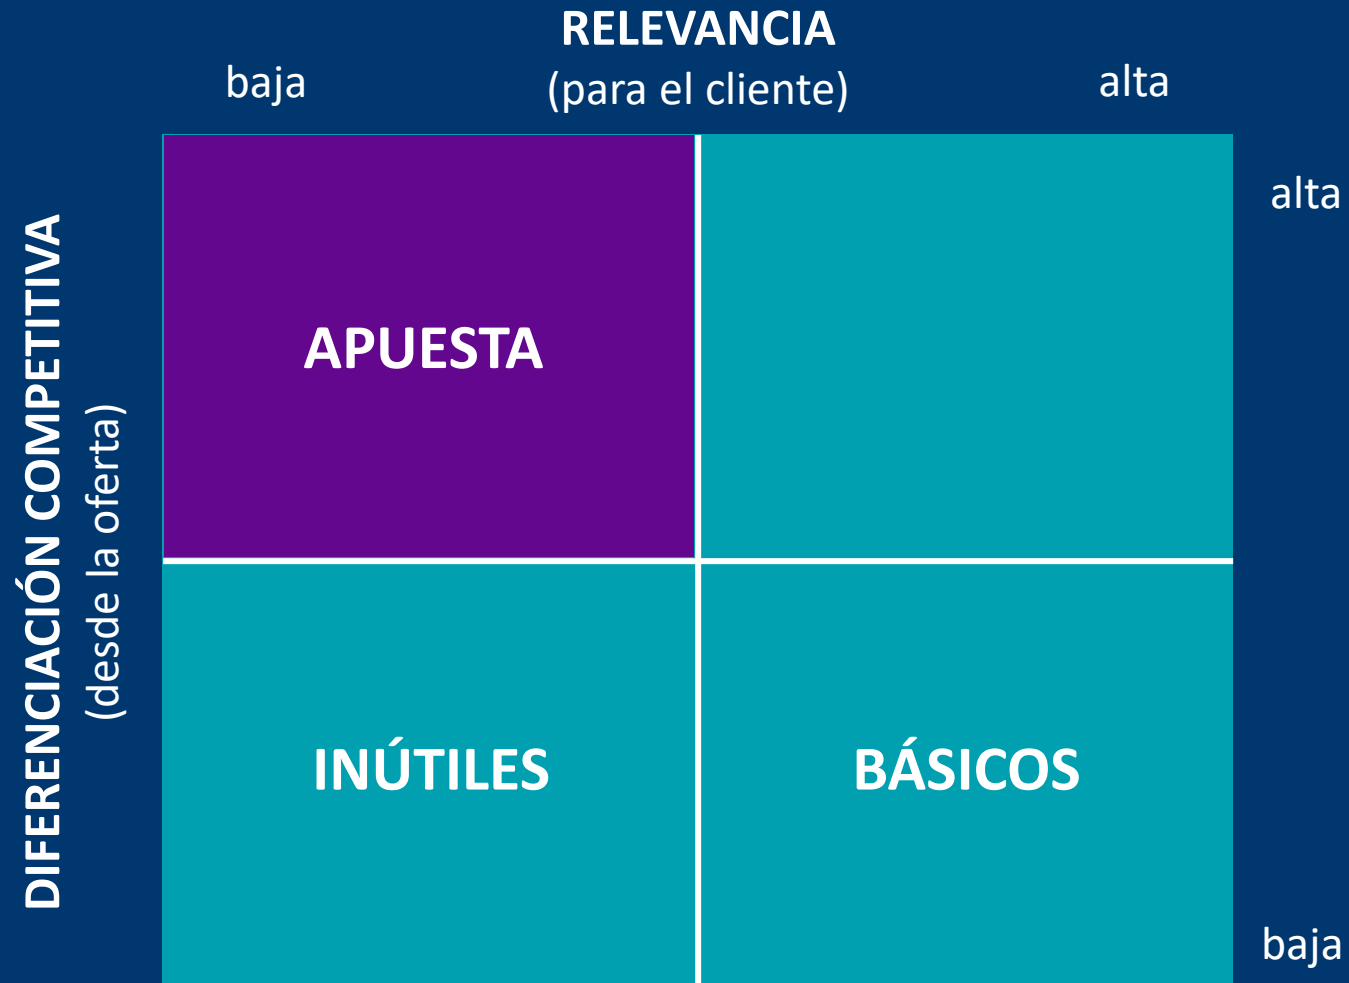 RELEVANCIA
(para el cliente)
baja
alta
alta
DIFERENCIACIÓN COMPETITIVA
(desde la oferta)
APUESTA
INÚTILES
BÁSICOS
baja